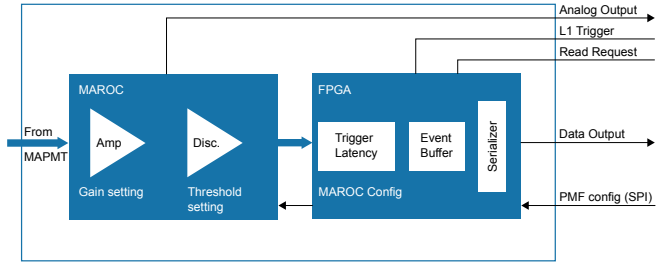 Analog Output
L1 Trigger
Read Request
MAROC
FPGA
From
MAPMT
Amp
Disc.
Trigger
Latency
Event
Buffer
Serializer
Data Output
Gain setting
Threshold
setting
MAROC Config
PMF config (SPI)